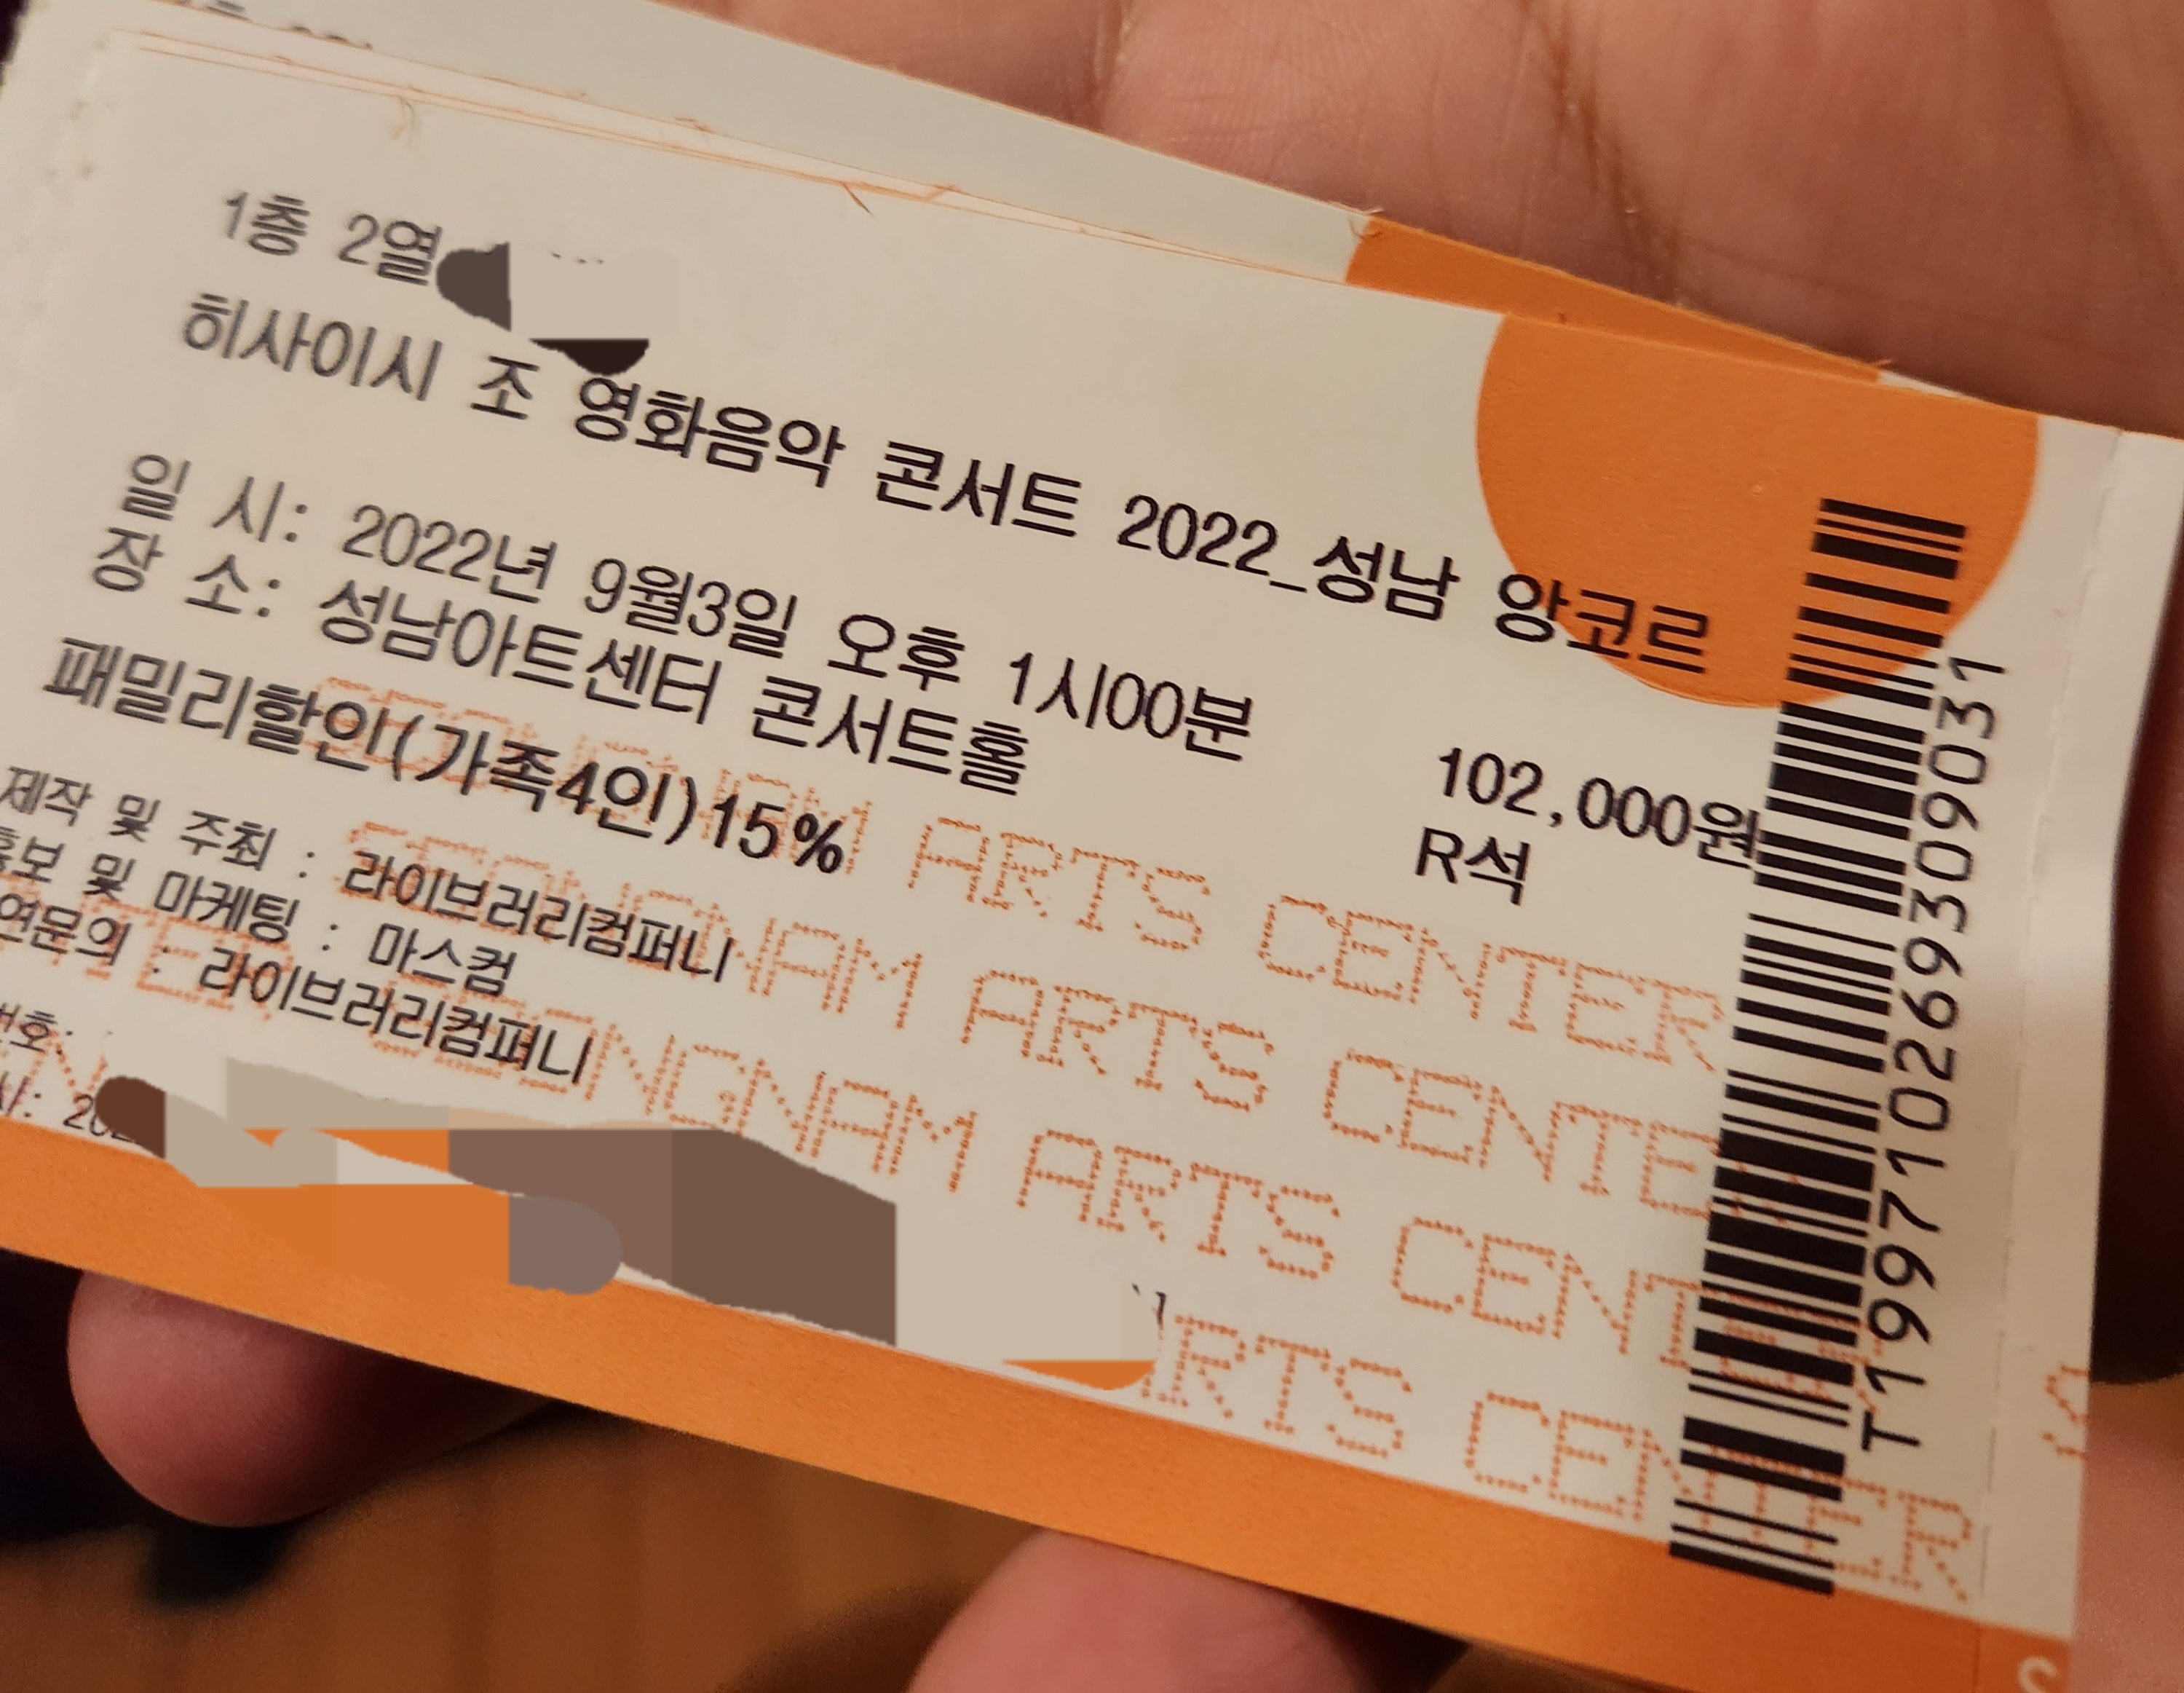 1층 2열
히사이시 조 영화음악 콘서트 2022_성남 앙코르
일 시: 2022년 9월3일 오후 1시00분
장 소: 성남아트센터 콘서트홀
102,000원
패밀리할인(가족4인)15%
R석
제작 및 주최 : 라이브러리컴퍼니
홍보 및 마케팅 : 마스컴
연문의 : 라이브러리컴퍼니
ARTS CENTER
SEONGNAM ARTS CENTER
SEONGNAM ARTS CENTER
ARTS CENTER
T199710269309031